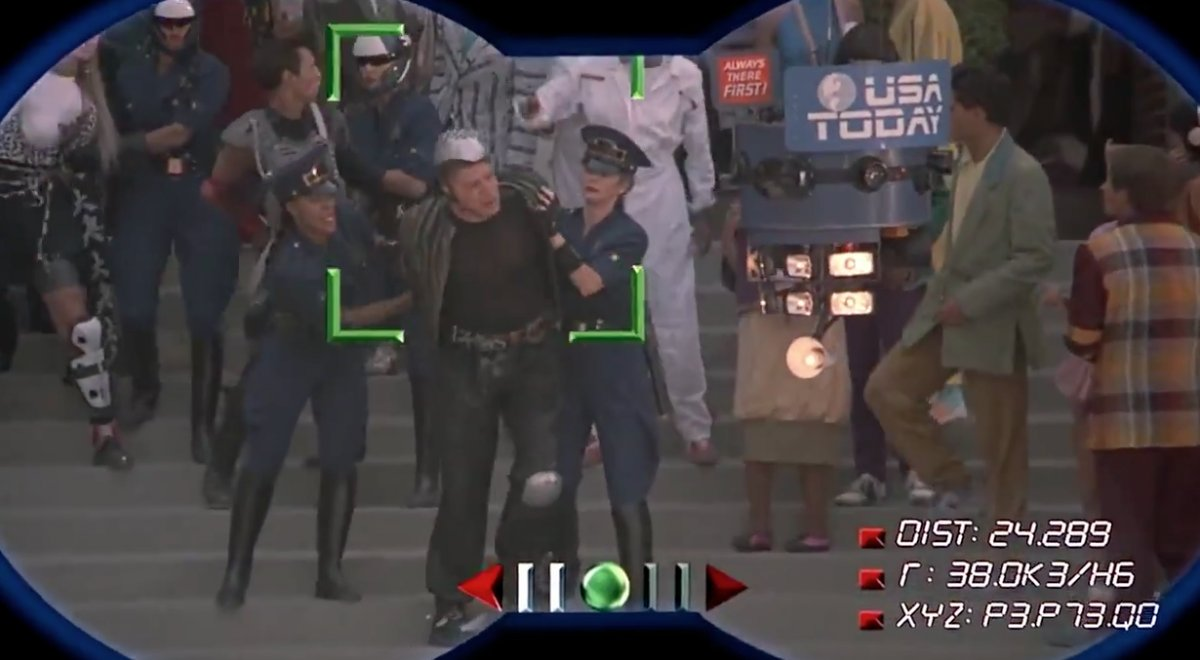 ALWAYS
THERE
FIRST!
USA
TODAY
DIST: 24.289
r: 38.0K3/H6
XYZ: P3.P73.Q0